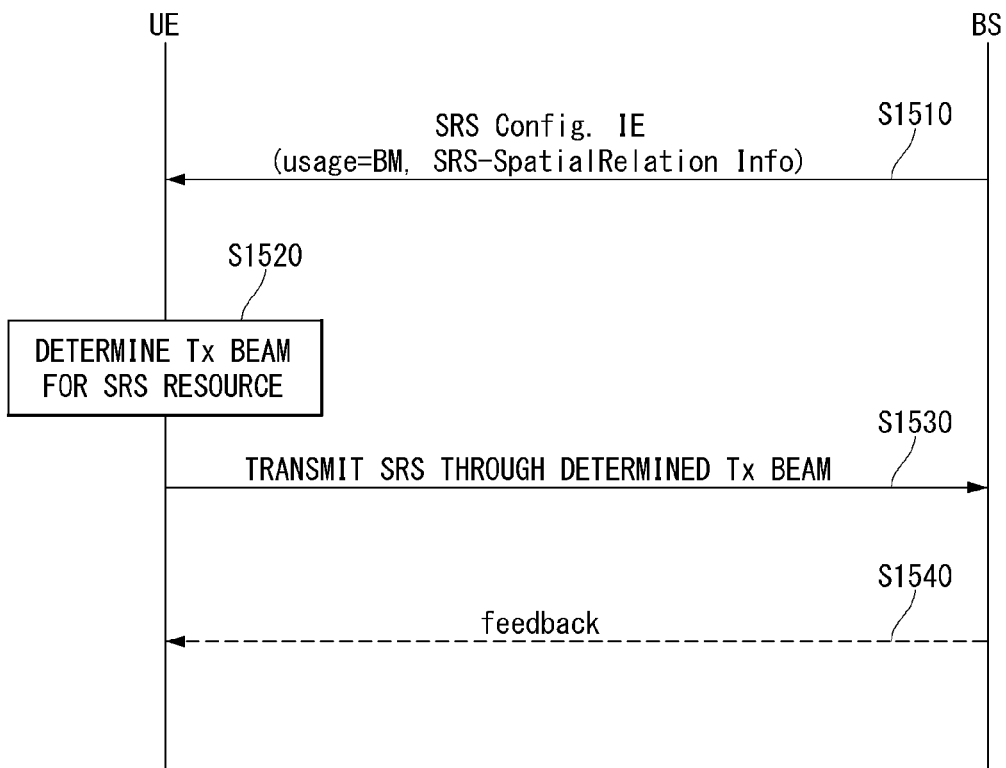 UE
BS
S1510
SRS Config. IE
(usage=BM, SRS-SpatialRelation Info)
S1520
DETERMINE Tx BEAM
FOR SRS RESOURCE
S1530
TRANSMIT SRS THROUGH DETERMINED Tx BEAM
S1540
feedback